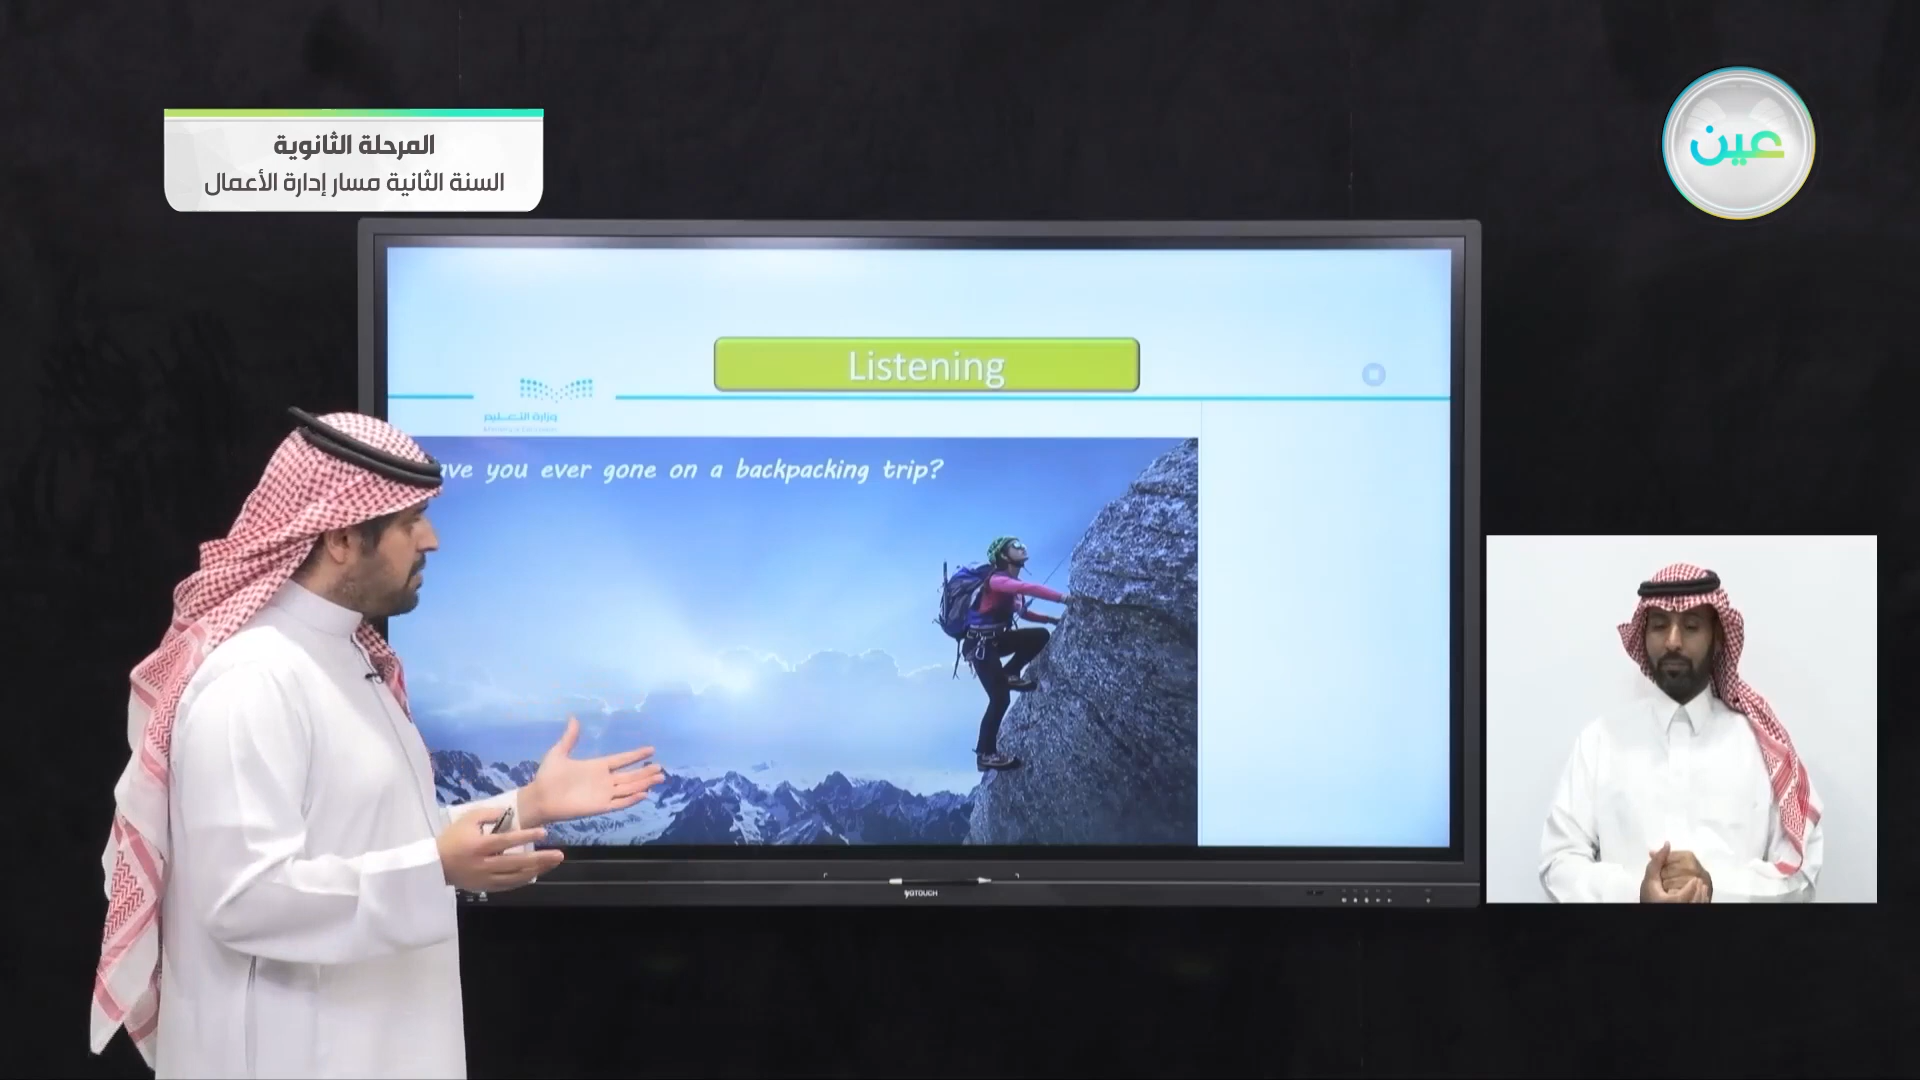 المرحلة الثانوية
السنة الثانية مسار إدارة الأعمال
عين
Listening
وزارة التعليم
ave you ever gone on a backpacking trip?